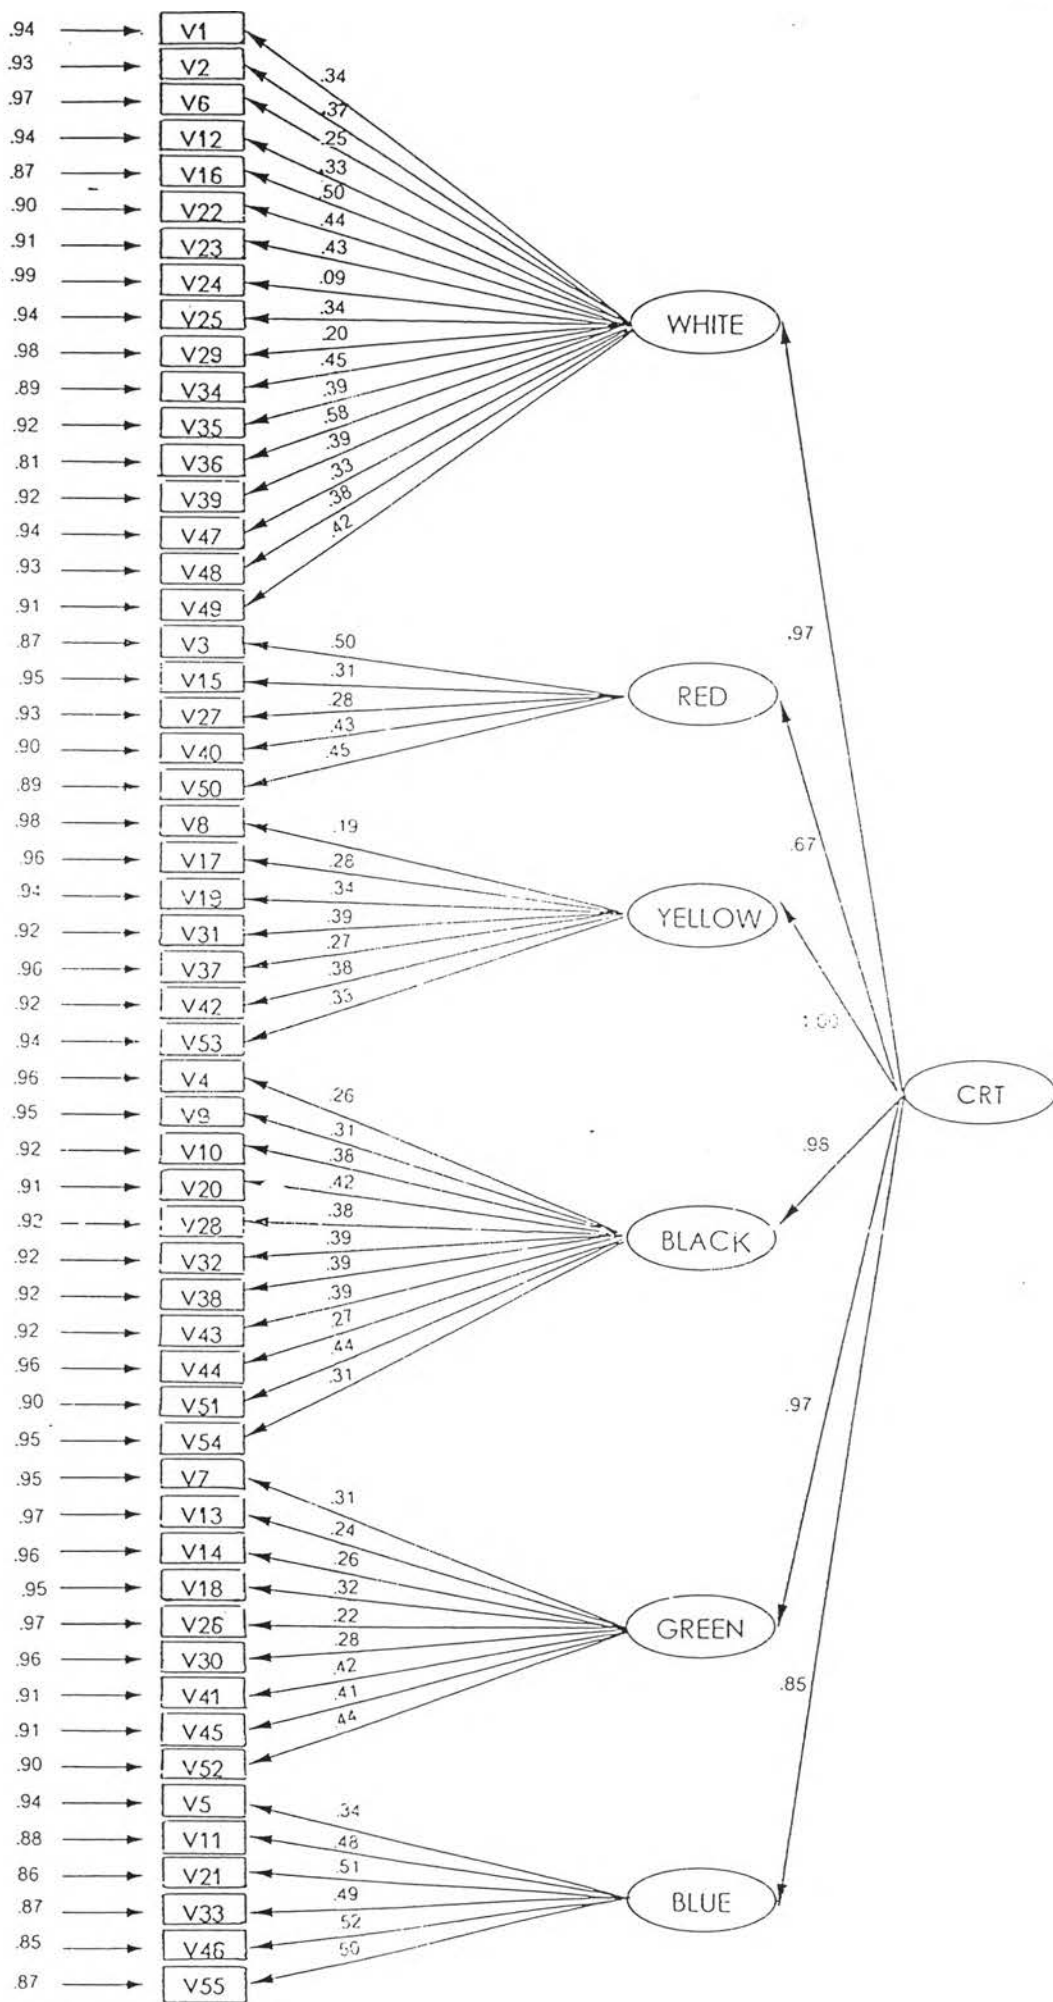 .94 V1 .34
.93 V2 .37
.97 V6 .25
.94 V12 .33
.87 V16 .50
.90 V22 .44
.91 V23 .43
.99 V24 .09
.94 V25 .34
.98 V29 .20
.89 V34 .45
.92 V35 .39
.81 V36 .58
.92 V39 .39
.94 V47 .33
.93 V48 .38
.91 V49 .42
WHITE
.97
.87 V3 .50
.95 V15 .31
.93 V27 .28
.90 V40 .43
.89 V50 .45
RED
.67
.98 V8 .19
.96 V17 .28
.94 V19 .34
.92 V31 .39
.96 V37 .27
.92 V42 .38
.94 V53 .33
YELLOW
1.00
CRT
.96 V4 .26
.95 V9 .31
.92 V10 .38
.91 V20 .42
.92 V28 .38
.92 V32 .39
.92 V38 .39
.92 V43 .39
.96 V44 .27
.90 V51 .44
.95 V54 .31
BLACK
.98
.95 V7 .31
.97 V13 .24
.96 V14 .26
.95 V18 .32
.97 V26 .22
.96 V30 .28
.91 V41 .42
.91 V45 .41
.90 V52 .44
GREEN
.97
.94 V5 .34
.88 V11 .48
86 V21 .51
.87 V33 .49
.85 V46 52
.87 V55 50
BLUE
.85